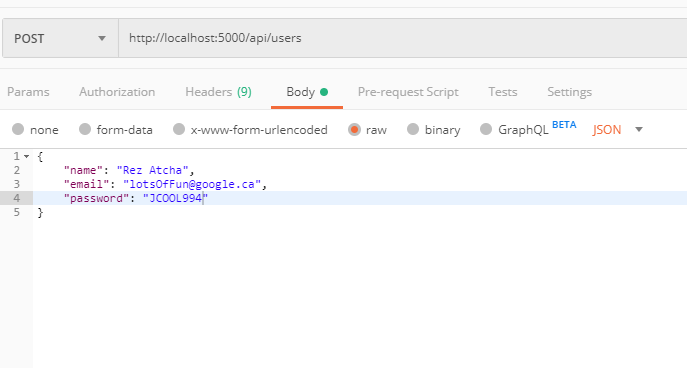 POST http://localhost:5000/api/users
Params Authorization Headers (9) Body Pre-request Script Tests Settings
none form-data x-www-form-urlencoded raw binary GraphQL BETA JSON
1 {
2 "name": "Rez Atcha",
3 "email": "lotsOfFun@google.ca",
4 "password": "JCOOL994"
5 }